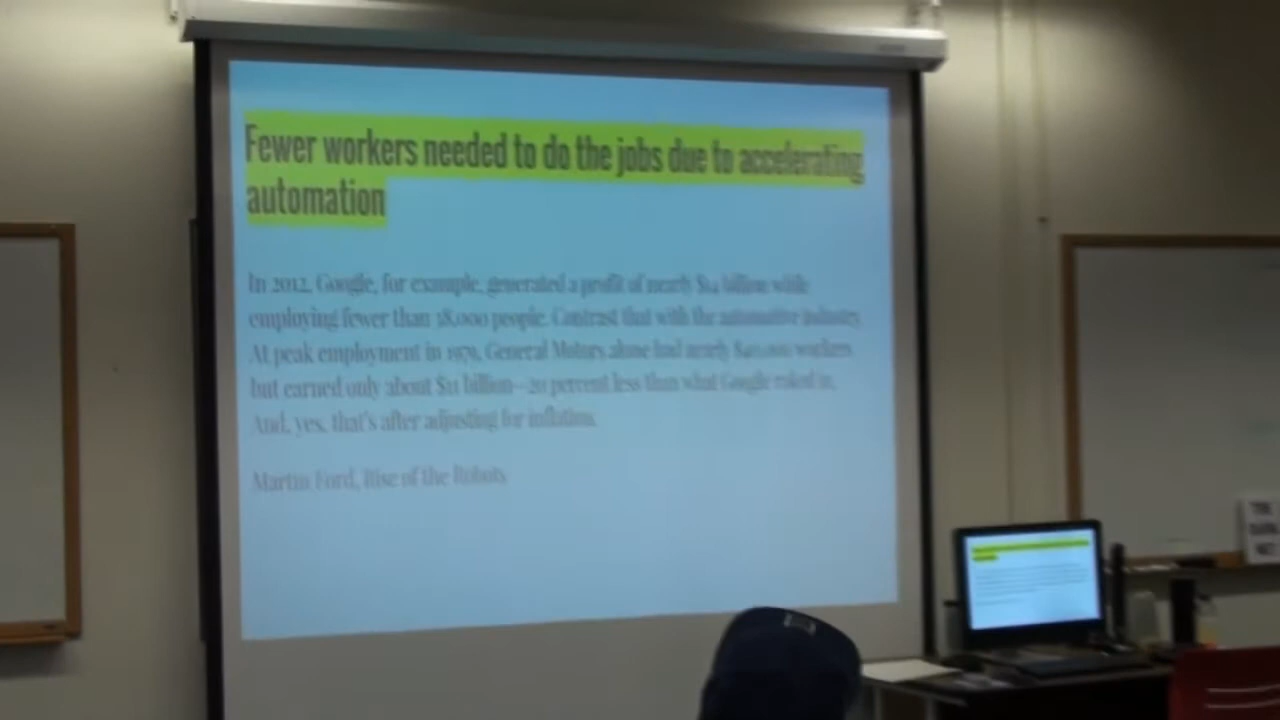 Fewer workers needed to do the jobs due to accelerating
automation
In 2012, Google, for example, generated a profit of nearly $14 billion while
employing fewer than 38,000 people. Contrast that with the automotive industry.
At peak employment in 1979, General Motors alone had nearly workers
but earned only about $11 billion—20 percent less than what Google raked in.
And, yes, that's after adjusting for inflation.
Martin Ford, Rise of the Robots